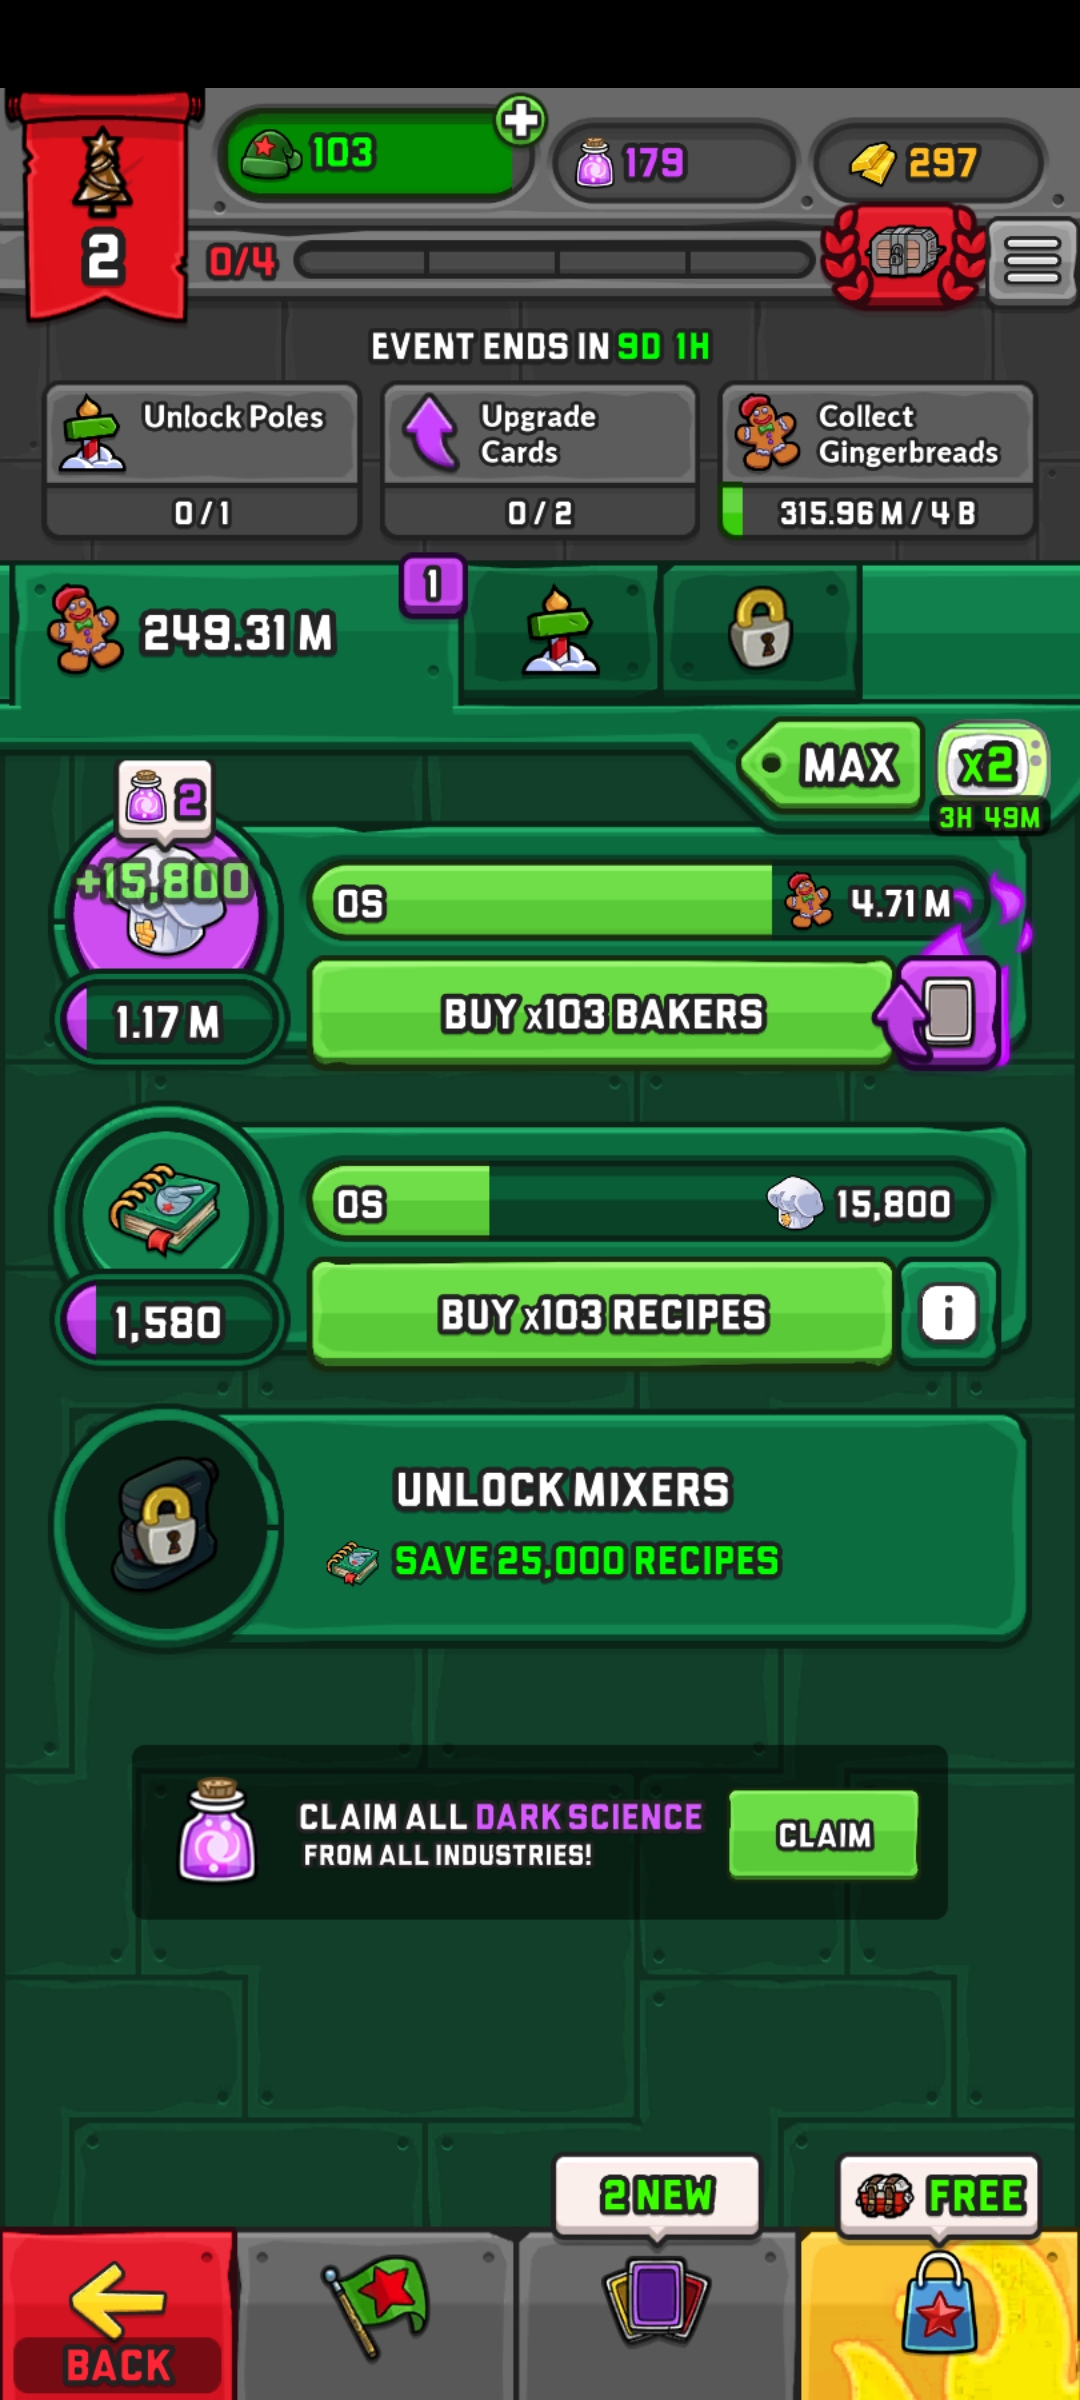 103
179
297
2
0/4
EVENT ENDS IN 9D 1H
Unlock Poles
0/1
Upgrade
Cards
0/2
Collect
Gingerbreads
315.96 M / 4 B
249.31 M
1
MAX
x2
3H 49M
2
+15,800
0S
4.71 M
1.17 M
BUY x103 BAKERS
0S
15,800
1,580
BUY x103 RECIPES
i
UNLOCK MIXERS
SAVE 25,000 RECIPES
CLAIM ALL DARK SCIENCE
FROM ALL INDUSTRIES!
CLAIM
2 NEW
FREE
BACK